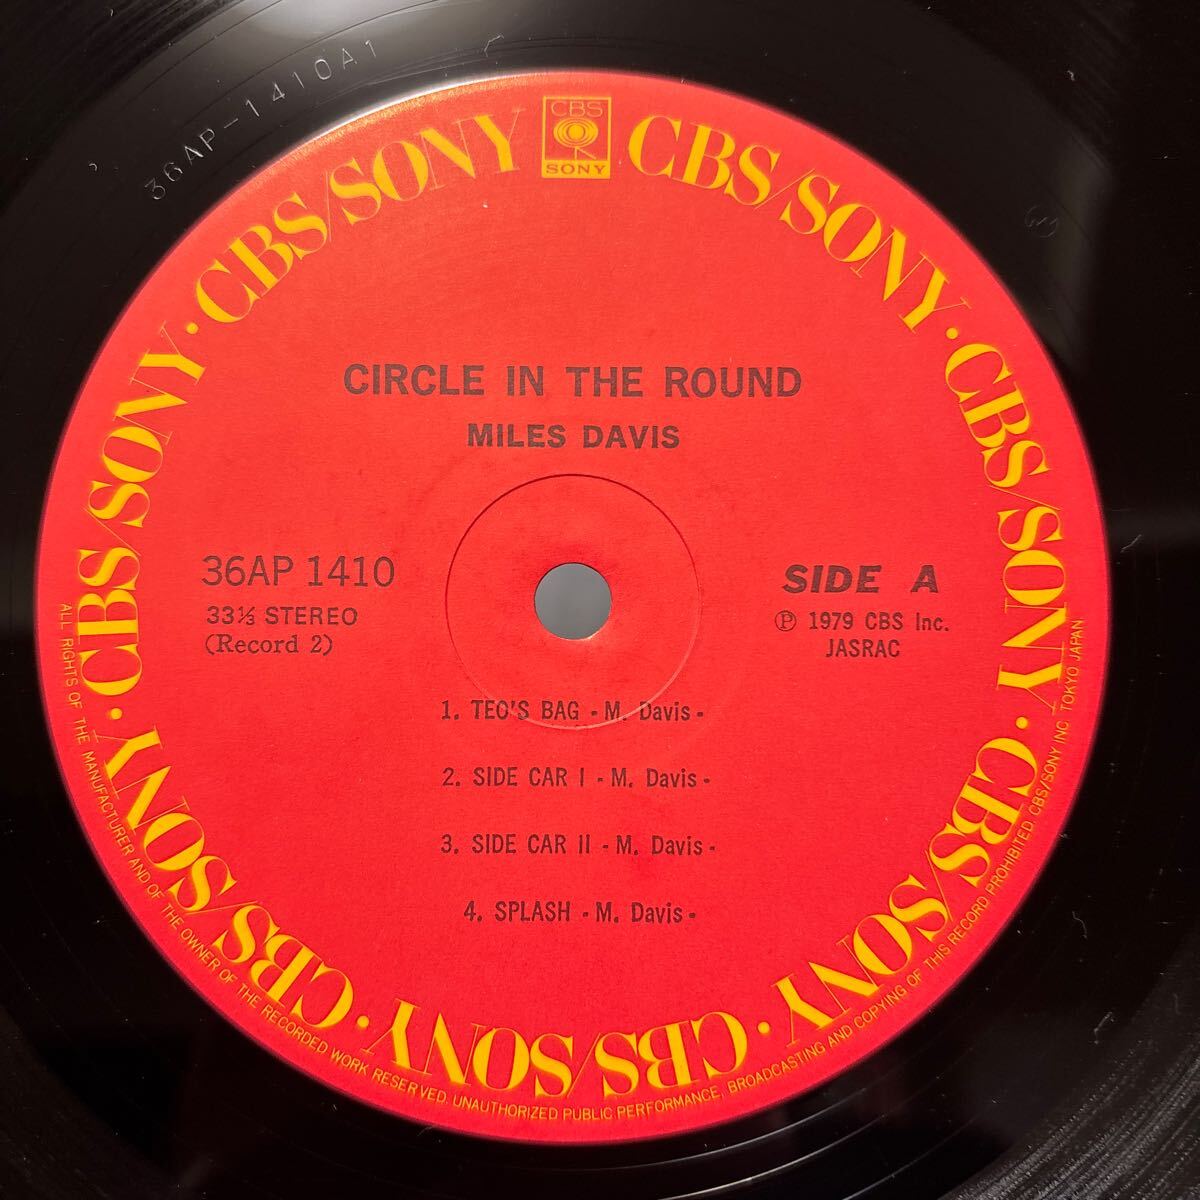 36AP-1410A1
CBS
SONY
CBS/SONY · CBS/SONY · CBS/SONY · CBS/SONY · CBS/SONY · CBS/SONY · CBS/SONY · CBS/SONY
CIRCLE IN THE ROUND
MILES DAVIS
36AP 1410
33⅓ STEREO
(Record 2)
SIDE A
Ⓟ 1979 CBS Inc.
JASRAC
1. TEO'S BAG - M. Davis -
2. SIDE CAR I - M. Davis -
3. SIDE CAR II - M. Davis -
4. SPLASH - M. Davis -
ALL RIGHTS OF THE MANUFACTURER AND OF THE OWNER OF THE RECORDED WORK RESERVED. UNAUTHORIZED PUBLIC PERFORMANCE, BROADCASTING AND COPYING OF THIS RECORD PROHIBITED CBS/SONY INC. TOKYO JAPAN